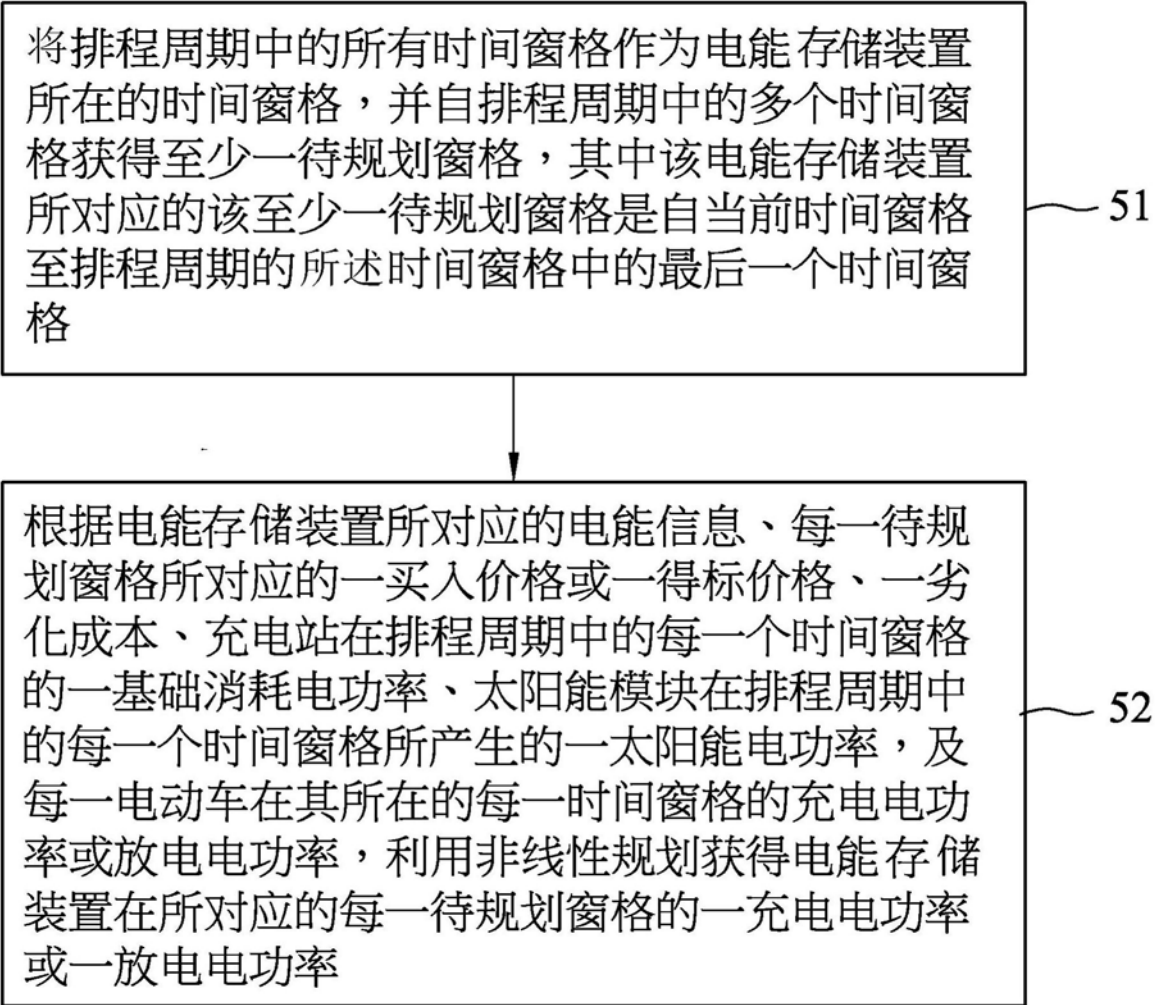 将排程周期中的所有时间窗格作为电能存储装置
所在的时间窗格，并自排程周期中的多个时间窗
格获得至少一待规划窗格，其中该电能存储装置
所对应的该至少一待规划窗格是自当前时间窗格
至排程周期的所述时间窗格中的最后一个时间窗
格
51
根据电能存储装置所对应的电能信息、每一待规
划窗格所对应的一买入价格或一得标价格、一劣
化成本、充电站在排程周期中的每一个时间窗格
的一基础消耗电功率、太阳能模块在排程周期中
的每一个时间窗格所产生的一太阳能电功率，及
每一电动车在其所在的每一时间窗格的充电电功
率或放电电功率，利用非线性规划获得电能存储
装置在所对应的每一待规划窗格的一充电电功率
或一放电电功率
52